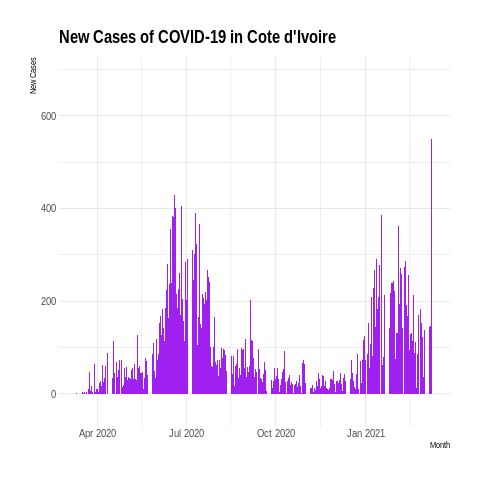 New Cases of COVID-19 in Cote d'Ivoire
New Cases
600
400
200
0
Apr 2020
Jul 2020
Oct 2020
Jan 2021
Month